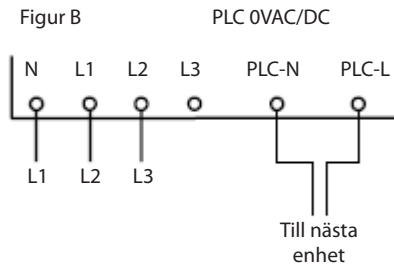 Figur B PLC 0VAC/DC
N L1 L2 L3 PLC-N PLC-L
L1 L2 L3
Till nästa
enhet